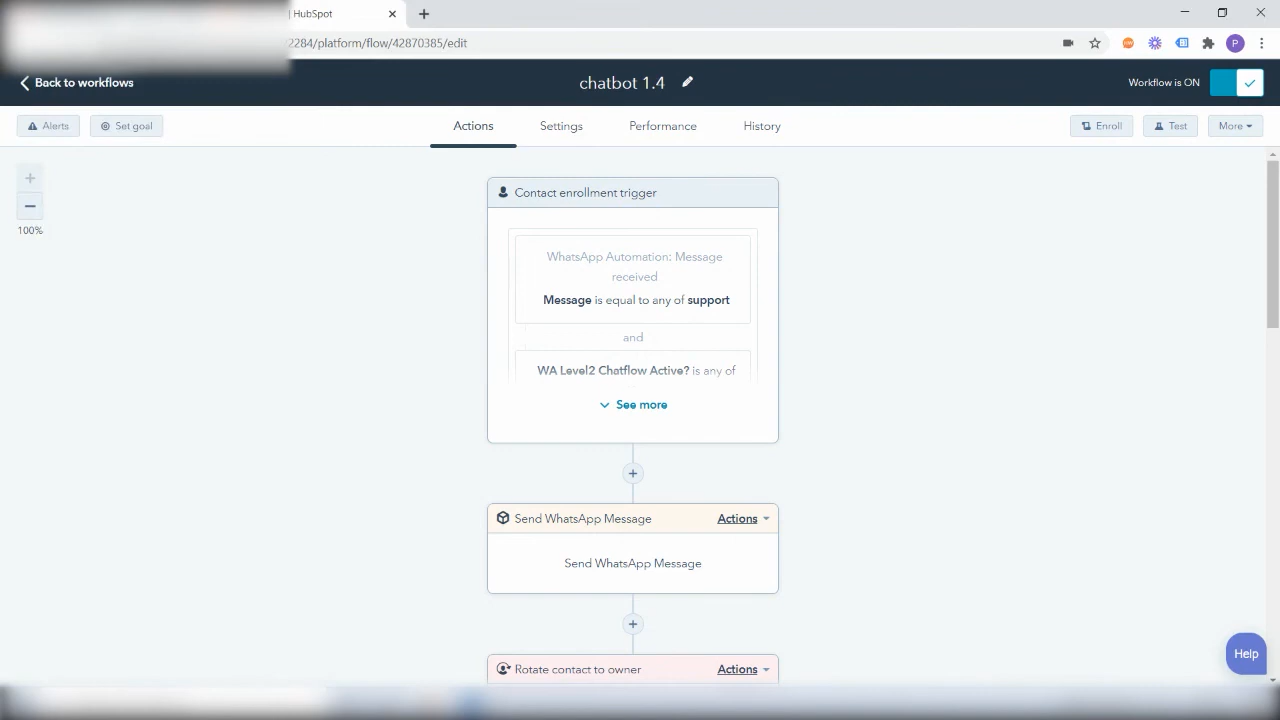 | HubSpot
2284/platform/flow/42870385/edit
P
Back to workflows
chatbot 1.4
Workflow is ON
Alerts
Set goal
Actions
Settings
Performance
History
Enroll
Test
More
100%
Contact enrollment trigger
WhatsApp Automation: Message
received
Message is equal to any of support
and
WA Level2 Chatflow Active? is any of
See more
Send WhatsApp Message
Actions
Send WhatsApp Message
Rotate contact to owner
Actions
Help